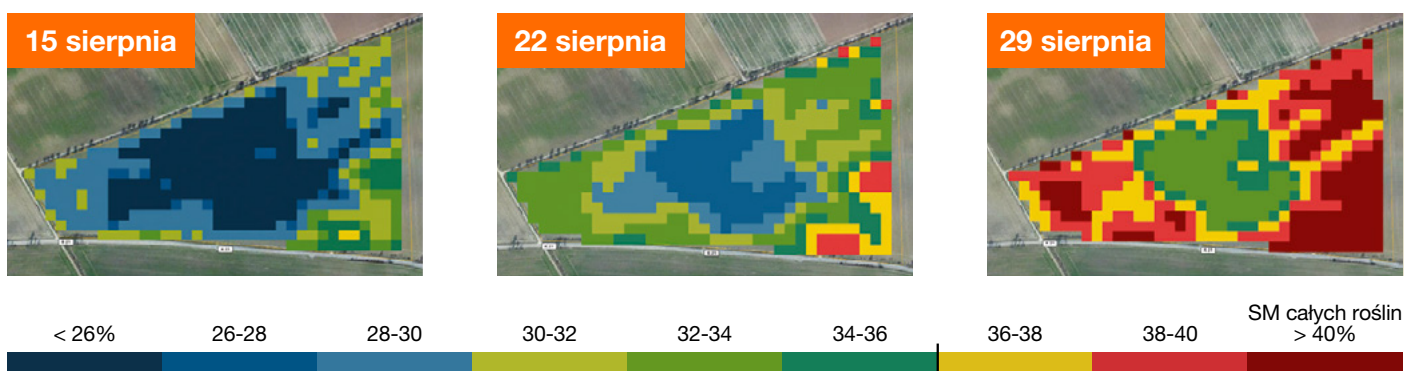 15 sierpnia
22 sierpnia
29 sierpnia
SM całych roślin
< 26%
26-28
28-30
30-32
32-34
34-36
36-38
38-40
> 40%